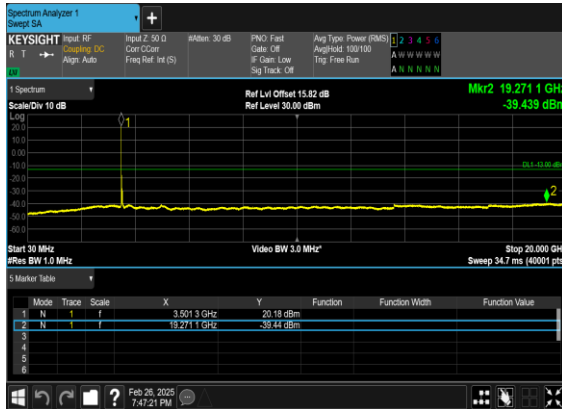 Spectrum Analyzer 1
Swept SA
+
KEYSIGHT
R T
LU
Input: RF
Coupling: DC
Align: Auto
Input Z: 50 Ω
Corr CCorr
Freq Ref: Int (S)
#Atten: 30 dB
PNO: Fast
Gate: Off
IF Gain: Low
Sig Track: Off
Avg Type: Power (RMS)
Avg|Hold: 100/100
Trig: Free Run
1 2 3 4 5 6
A W W W W W
A N N N N N
1 Spectrum
Scale/Div 10 dB
Log
Ref Lvl Offset 15.82 dB
Ref Level 30.00 dBm
Mkr2 19.271 1 GHz
-39.439 dBm
20.0
10.0
0.00
-10.0
-20.0
-30.0
-40.0
-50.0
-60.0
1
DL1 -13.00 dBm
2
Start 30 MHz
#Res BW 1.0 MHz
Video BW 3.0 MHz*
Stop 20.000 GH
Sweep 34.7 ms (40001 pts
5 Marker Table
Mode Trace Scale X Y Function Function Width Function Value
1 N 1 f 3.501 3 GHz 20.18 dBm
2 N 1 f 19.271 1 GHz -39.44 dBm
3
4
5
6
?
Feb 26, 2025
7:47:21 PM